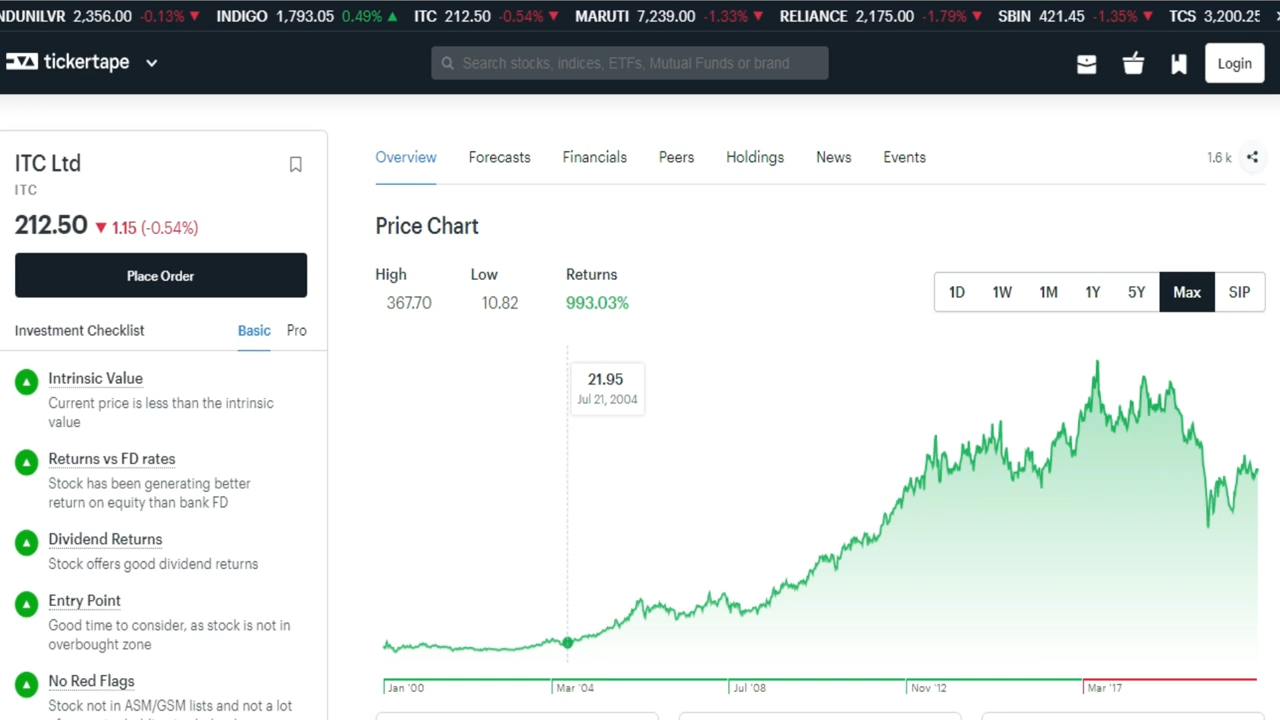 NDUNILVR 2,356.00 -0.13% ▼ INDIGO 1,793.05 0.49% ▲ ITC 212.50 -0.54% ▼ MARUTI 7,239.00 -1.33% ▼ RELIANCE 2,175.00 -1.79% ▼ SBIN 421.45 -1.35% ▼ TCS 3,200.25
tickertape
Search stocks, indices, ETFs, Mutual Funds or brand
Login
ITC Ltd
ITC
212.50 ▼ 1.15 (-0.54%)
Place Order
Investment Checklist Basic Pro
Intrinsic Value
Current price is less than the intrinsic
value
Returns vs FD rates
Stock has been generating better
return on equity than bank FD
Dividend Returns
Stock offers good dividend returns
Entry Point
Good time to consider, as stock is not in
overbought zone
No Red Flags
Stock not in ASM/GSM lists and not a lot
Overview Forecasts Financials Peers Holdings News Events 1.6 k
Price Chart
High Low Returns
367.70 10.82 993.03%
1D 1W 1M 1Y 5Y Max SIP
21.95
Jul 21, 2004
Jan '00 Mar '04 Jul '08 Nov '12 Mar '17